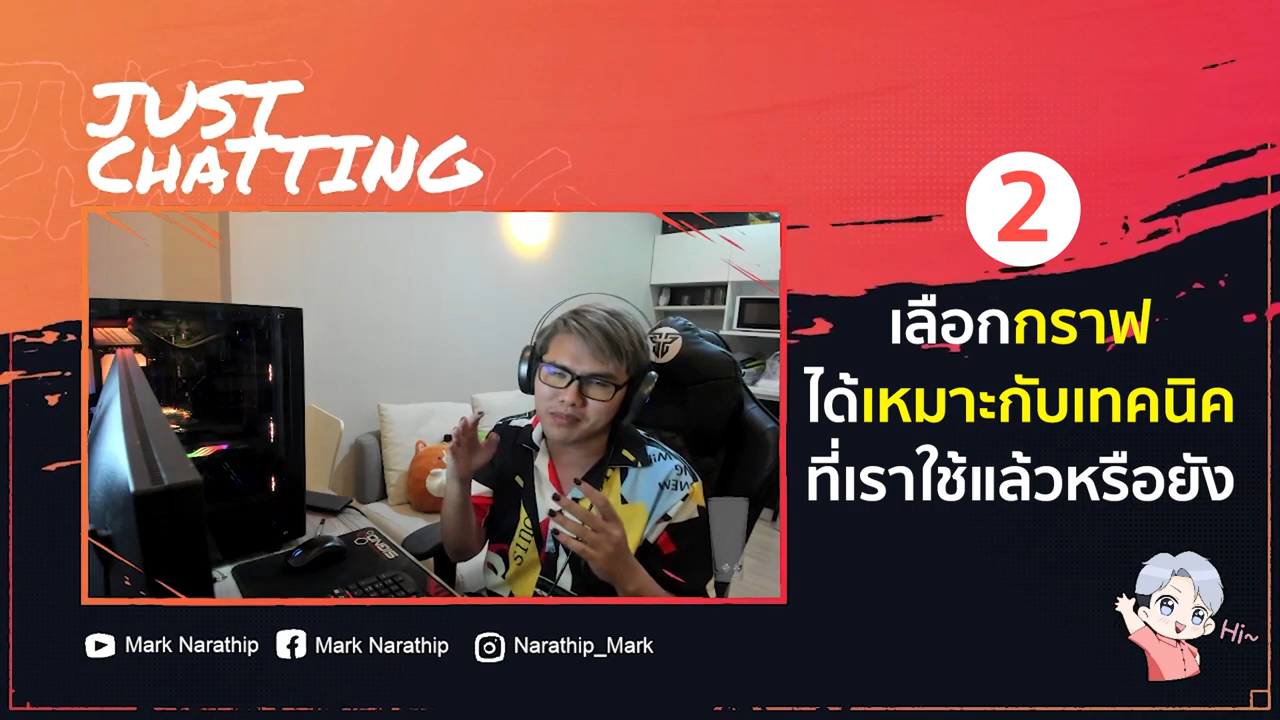 JUST
CHATTING
2
เลือกกราฟ
ได้เหมาะกับเทคนิค
ที่เราใช้แล้วหรือยัง
SIGNO
Hi~
Mark Narathip
Mark Narathip
Narathip_Mark